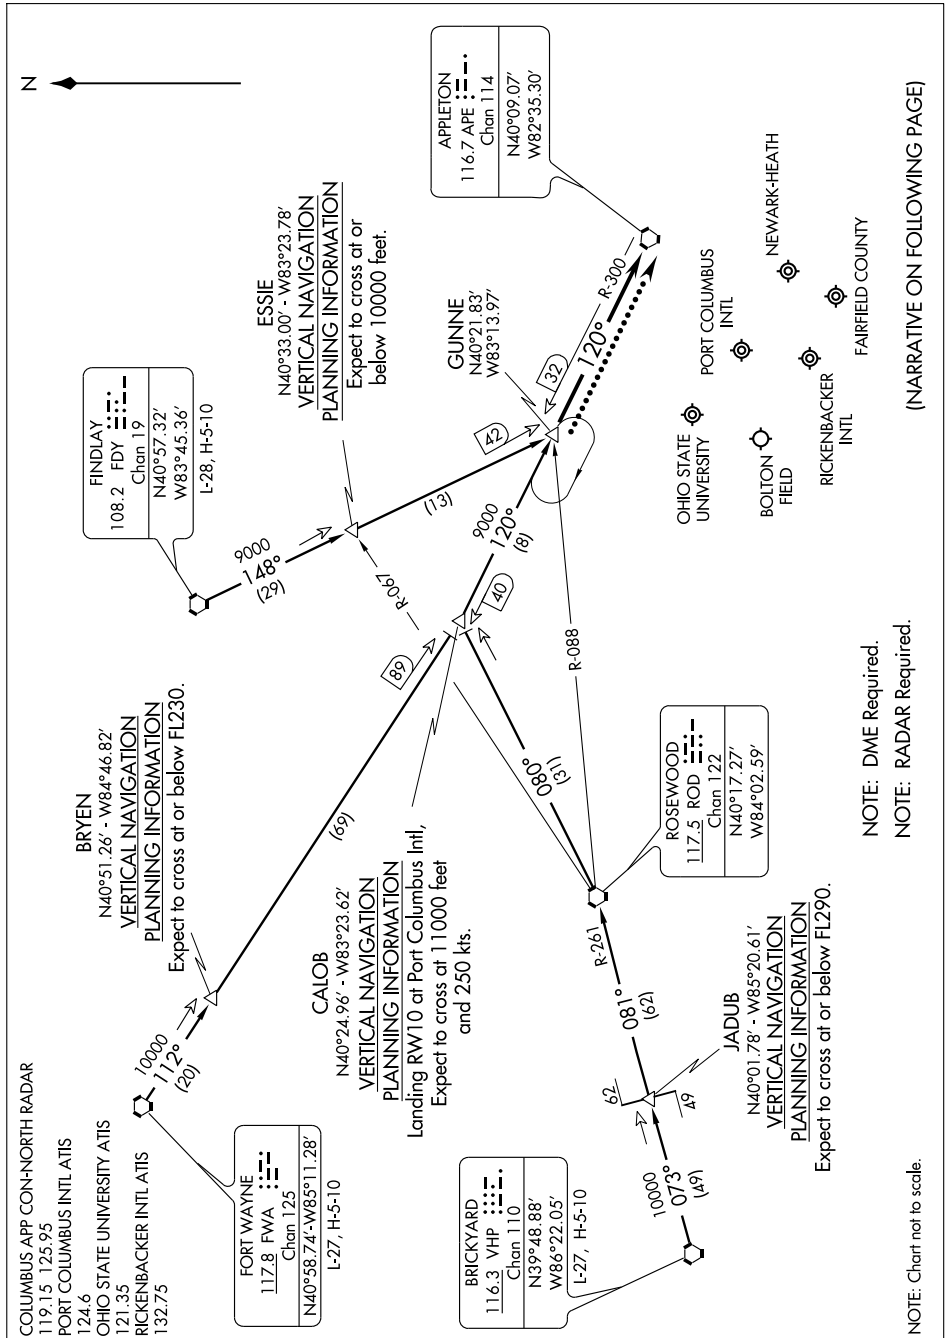 COLUMBUS APP CON-NORTH RADAR
119.15 125.95
PORT COLUMBUS INTL ATIS
124.6
OHIO STATE UNIVERSITY ATIS
121.35
RICKENBACKER INTL ATIS
132.75
N
FORT WAYNE
117.8 FWA
Chan 125
N40°58.74′-W85°11.28′
L-27, H-5-10
10000
112°
(20)
BRYEN
N40°51.26′ - W84°46.82′
VERTICAL NAVIGATION
PLANNING INFORMATION
Expect to cross at or below FL230.
(69)
89
FINDLAY
108.2 FDY
Chan 19
N40°57.32′
W83°45.36′
L-28, H-5-10
9000
148°
(29)
ESSIE
N40°33.00′ - W83°23.78′
VERTICAL NAVIGATION
PLANNING INFORMATION
Expect to cross at or
below 10000 feet.
R-067
(13)
42
GUNNE
N40°21.83′
W83°13.97′
APPLETON
116.7 APE
Chan 114
N40°09.07′
W82°35.30′
32
R-300
120°
9000
120°
(8)
40
CALOB
N40°24.96′ - W83°23.62′
VERTICAL NAVIGATION
PLANNING INFORMATION
Landing RW10 at Port Columbus Intl,
Expect to cross at 11000 feet
and 250 kts.
080°
(31)
R-088
ROSEWOOD
117.5 ROD
Chan 122
N40°17.27′
W84°02.59′
BRICKYARD
116.3 VHP
Chan 110
N39°48.88′
W86°22.05′
L-27, H-5-10
10000
073°
(49)
62
49
R-261
081°
(62)
JADUB
N40°01.78′ - W85°20.61′
VERTICAL NAVIGATION
PLANNING INFORMATION
Expect to cross at or below FL290.
OHIO STATE
UNIVERSITY
PORT COLUMBUS
INTL
NEWARK-HEATH
BOLTON
FIELD
RICKENBACKER
INTL
FAIRFIELD COUNTY
NOTE: DME Required.
NOTE: RADAR Required.
(NARRATIVE ON FOLLOWING PAGE)
NOTE: Chart not to scale.